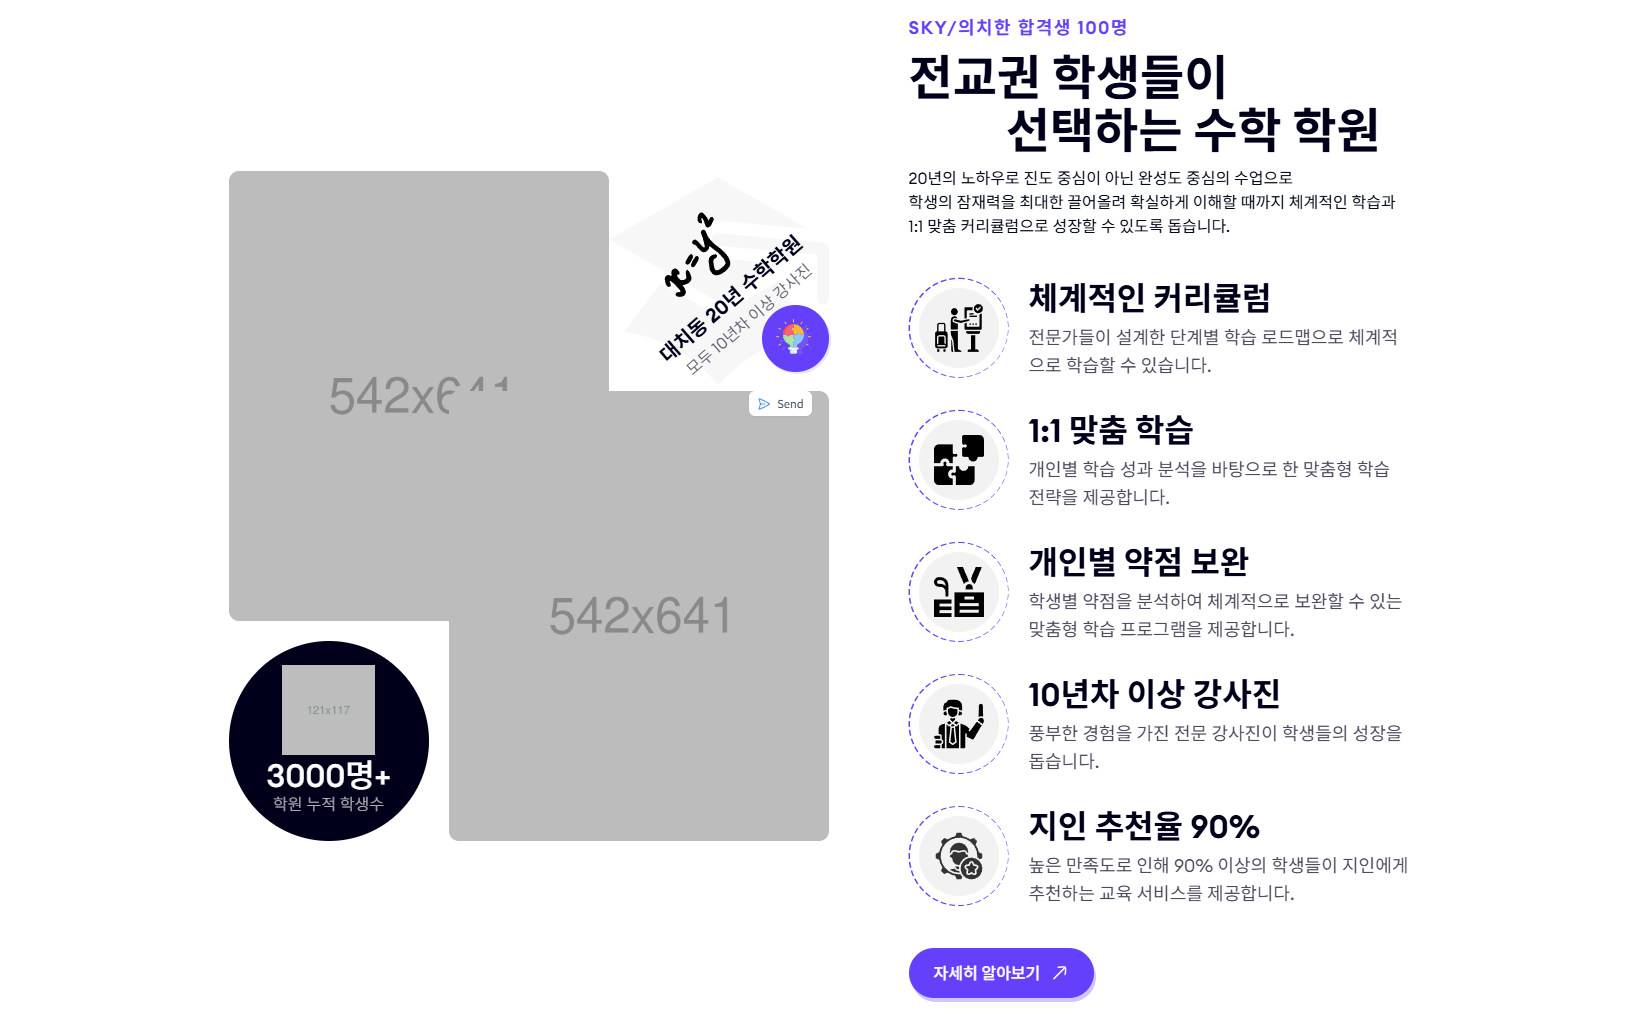 SKY/의치한 합격생 100명
전교권 학생들이
선택하는 수학 학원
20년의 노하우로 진도 중심이 아닌 완성도 중심의 수업으로
학생의 잠재력을 최대한 끌어올려 확실하게 이해할 때까지 체계적인 학습과
1:1 맞춤 커리큘럼으로 성장할 수 있도록 돕습니다.
x=y²
대치동 20년 수학학원
모두 10년차 이상 강사진
542x641
Send
542x641
121x117
3000명+
학원 누적 학생수
체계적인 커리큘럼
전문가들이 설계한 단계별 학습 로드맵으로 체계적
으로 학습할 수 있습니다.
1:1 맞춤 학습
개인별 학습 성과 분석을 바탕으로 한 맞춤형 학습
전략을 제공합니다.
개인별 약점 보완
학생별 약점을 분석하여 체계적으로 보완할 수 있는
맞춤형 학습 프로그램을 제공합니다.
10년차 이상 강사진
풍부한 경험을 가진 전문 강사진이 학생들의 성장을
돕습니다.
지인 추천율 90%
높은 만족도로 인해 90% 이상의 학생들이 지인에게
추천하는 교육 서비스를 제공합니다.
자세히 알아보기